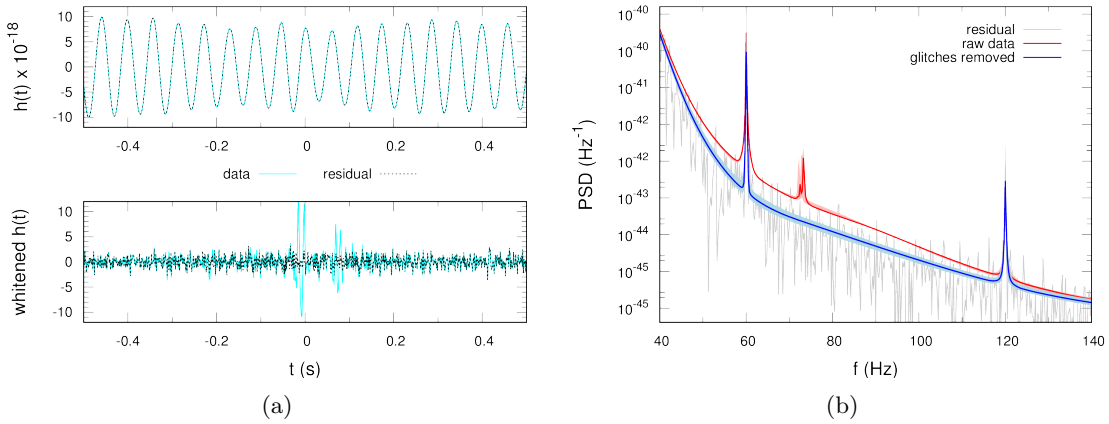 h(t) x 10^-18
10
5
0
-5
-10
-0.4 -0.2 0 0.2 0.4
data residual
whitened h(t)
10
5
0
-5
-10
-0.4 -0.2 0 0.2 0.4
t (s)
(a)
PSD (Hz^-1)
10^-40
10^-40
10^-41
10^-42
10^-42
10^-43
10^-44
10^-45
10^-45
residual
raw data
glitches removed
40 60 80 100 120 140
f (Hz)
(b)